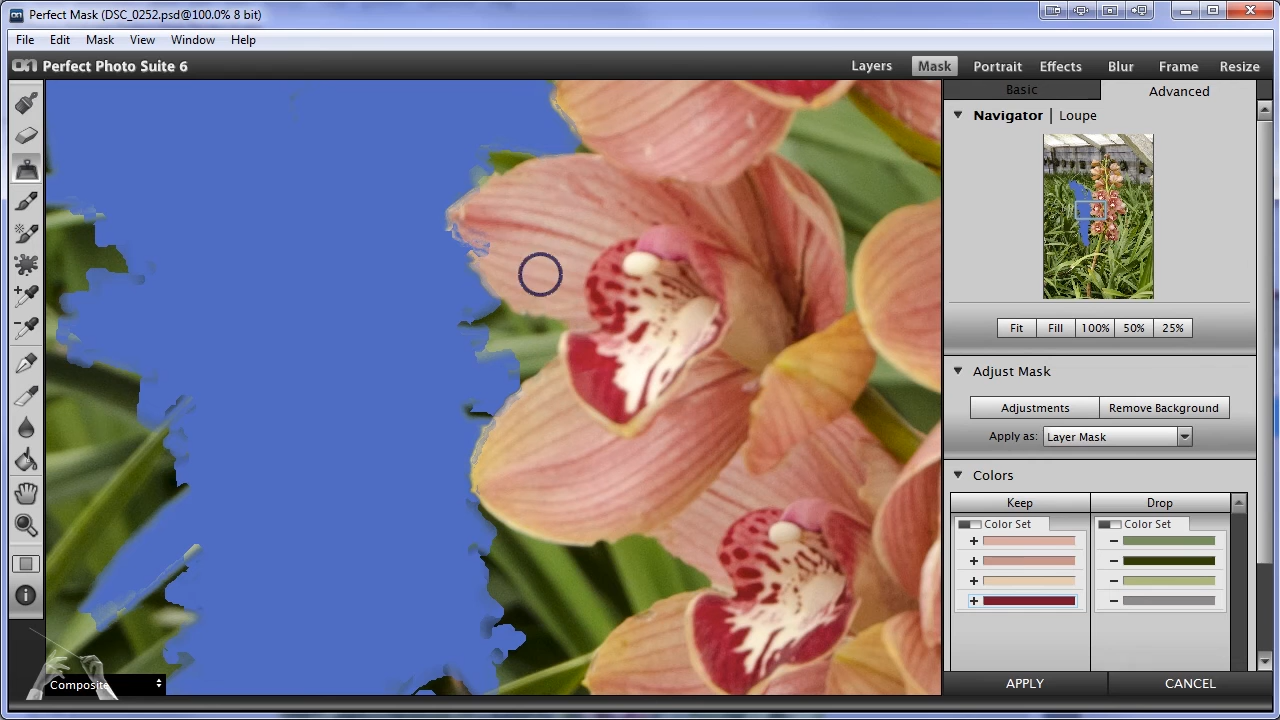 Perfect Mask (DSC_0252.psd@100.0% 8 bit)
File Edit Mask View Window Help
on Perfect Photo Suite 6
Layers Mask Portrait Effects Blur Frame Resize
Basic Advanced
Navigator | Loupe
Fit Fill 100% 50% 25%
Adjust Mask
Adjustments Remove Background
Apply as: Layer Mask
Colors
Keep Drop
Color Set Color Set
Composite
APPLY CANCEL